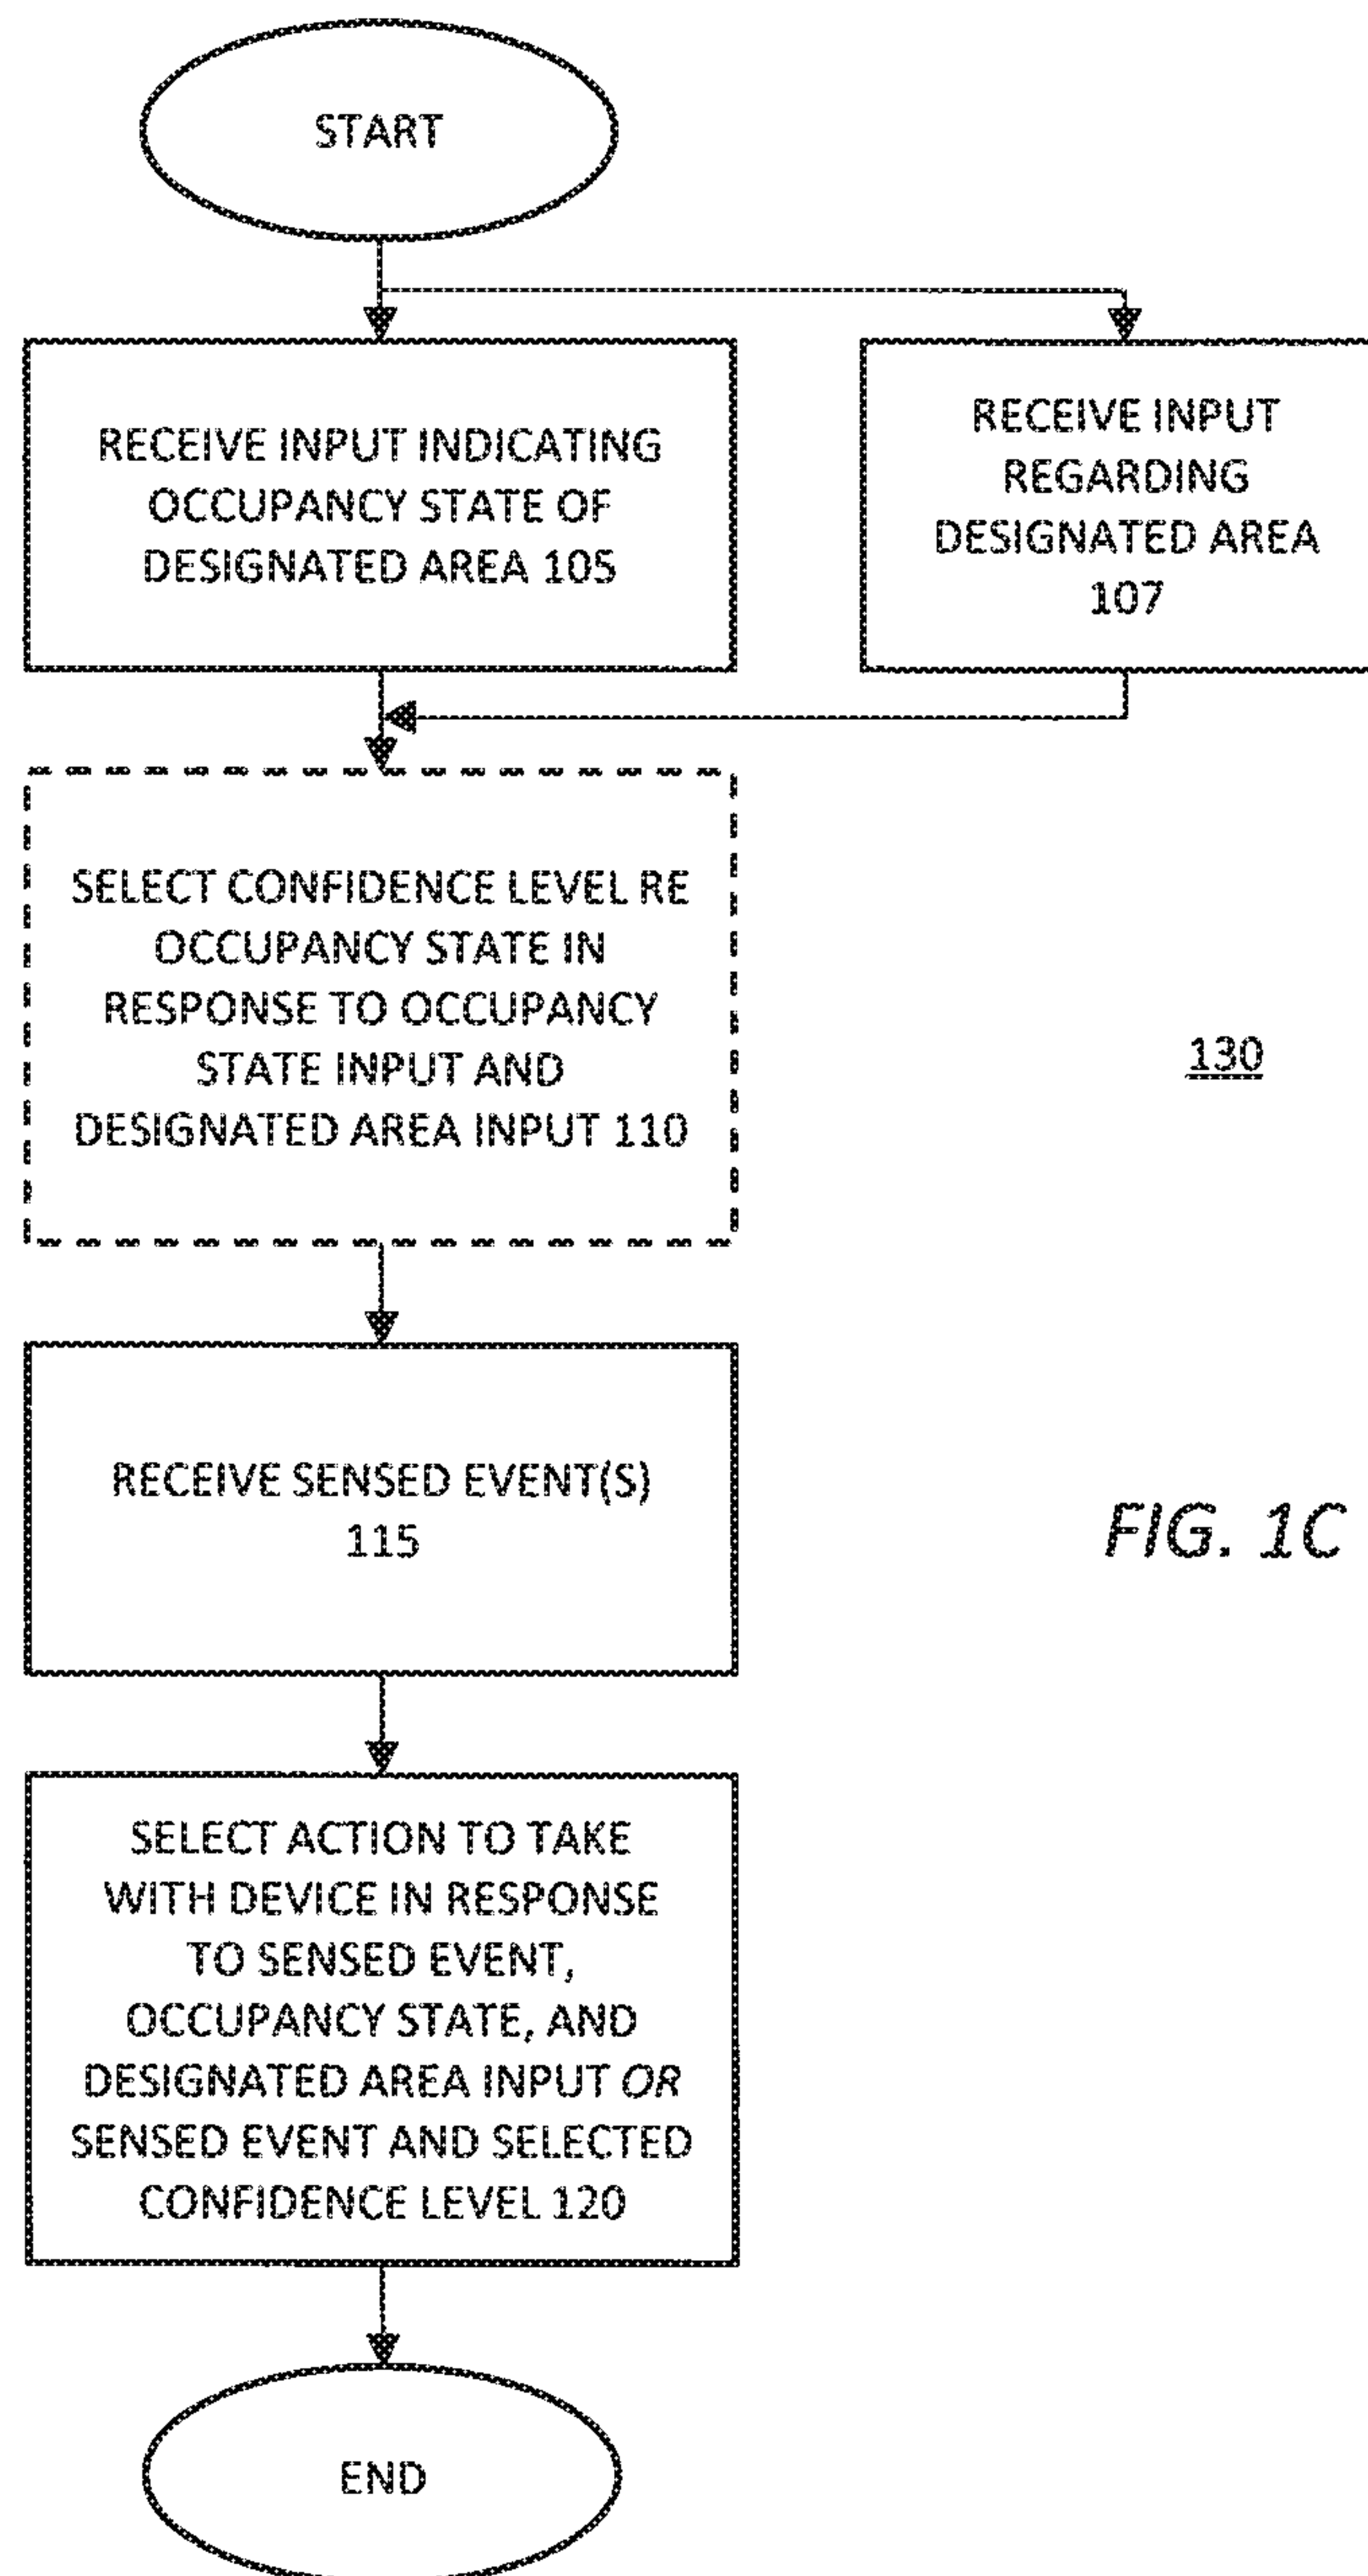 START
RECEIVE INPUT INDICATING
OCCUPANCY STATE OF
DESIGNATED AREA 105
RECEIVE INPUT
REGARDING
DESIGNATED AREA
107
SELECT CONFIDENCE LEVEL RE
OCCUPANCY STATE IN
RESPONSE TO OCCUPANCY
STATE INPUT AND
DESIGNATED AREA INPUT 110
130
RECEIVE SENSED EVENT(S)
115
FIG. 1C
SELECT ACTION TO TAKE
WITH DEVICE IN RESPONSE
TO SENSED EVENT,
OCCUPANCY STATE, AND
DESIGNATED AREA INPUT OR
SENSED EVENT AND SELECTED
CONFIDENCE LEVEL 120
END